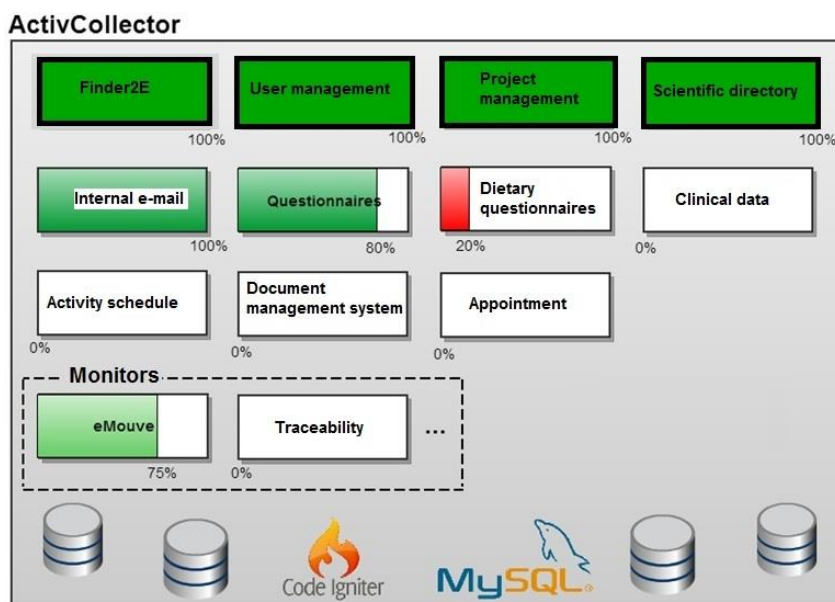 ActivCollector
Finder2E
100%
User management
100%
Project
management
100%
Scientific directory
100%
Internal e-mail
100%
Questionnaires
80%
Dietary
questionnaires
20%
Clinical data
0%
Activity schedule
0%
Document
management system
0%
Appointment
0%
Monitors
eMouve
75%
Traceability
0%
...
Code Igniter
MySQL®